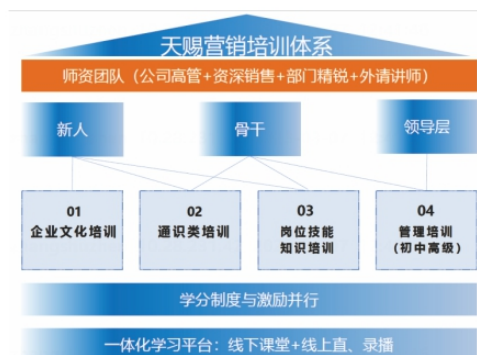 天赐营销培训体系
师资团队（公司高管+资深销售+部门精锐+外请讲师）
新人
骨干
领导层
01
企业文化培训
02
通识类培训
03
岗位技能
知识培训
04
管理培训
（初中高级）
学分制度与激励并行
一体化学习平台：线下课堂+线上直、录播